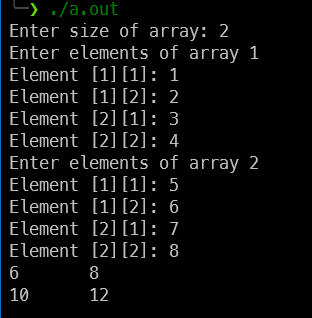 ╰─❯ ./a.out
Enter size of array: 2
Enter elements of array 1
Element [1][1]: 1
Element [1][2]: 2
Element [2][1]: 3
Element [2][2]: 4
Enter elements of array 2
Element [1][1]: 5
Element [1][2]: 6
Element [2][1]: 7
Element [2][2]: 8
6       8
10      12